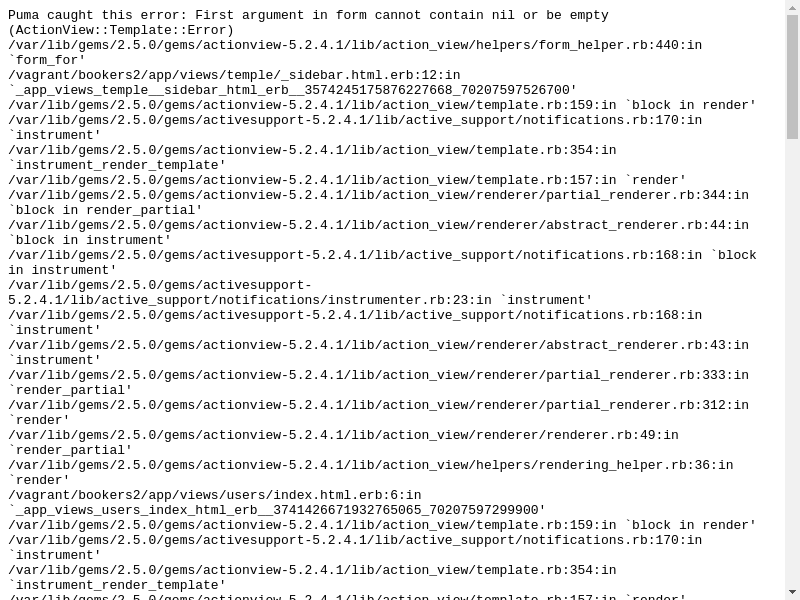 Puma caught this error: First argument in form cannot contain nil or be empty
(ActionView::Template::Error)
/var/lib/gems/2.5.0/gems/actionview-5.2.4.1/lib/action_view/helpers/form_helper.rb:440:in
`form_for'
/vagrant/bookers2/app/views/temple/_sidebar.html.erb:12:in
`_app_views_temple__sidebar_html_erb__3574245175876227668_70207597526700'
/var/lib/gems/2.5.0/gems/actionview-5.2.4.1/lib/action_view/template.rb:159:in `block in render'
/var/lib/gems/2.5.0/gems/activesupport-5.2.4.1/lib/active_support/notifications.rb:170:in
`instrument'
/var/lib/gems/2.5.0/gems/actionview-5.2.4.1/lib/action_view/template.rb:354:in
`instrument_render_template'
/var/lib/gems/2.5.0/gems/actionview-5.2.4.1/lib/action_view/template.rb:157:in `render'
/var/lib/gems/2.5.0/gems/actionview-5.2.4.1/lib/action_view/renderer/partial_renderer.rb:344:in
`block in render_partial'
/var/lib/gems/2.5.0/gems/actionview-5.2.4.1/lib/action_view/renderer/abstract_renderer.rb:44:in
`block in instrument'
/var/lib/gems/2.5.0/gems/activesupport-5.2.4.1/lib/active_support/notifications.rb:168:in `block
in instrument'
/var/lib/gems/2.5.0/gems/activesupport-
5.2.4.1/lib/active_support/notifications/instrumenter.rb:23:in `instrument'
/var/lib/gems/2.5.0/gems/activesupport-5.2.4.1/lib/active_support/notifications.rb:168:in
`instrument'
/var/lib/gems/2.5.0/gems/actionview-5.2.4.1/lib/action_view/renderer/abstract_renderer.rb:43:in
`instrument'
/var/lib/gems/2.5.0/gems/actionview-5.2.4.1/lib/action_view/renderer/partial_renderer.rb:333:in
`render_partial'
/var/lib/gems/2.5.0/gems/actionview-5.2.4.1/lib/action_view/renderer/partial_renderer.rb:312:in
`render'
/var/lib/gems/2.5.0/gems/actionview-5.2.4.1/lib/action_view/renderer/renderer.rb:49:in
`render_partial'
/var/lib/gems/2.5.0/gems/actionview-5.2.4.1/lib/action_view/helpers/rendering_helper.rb:36:in
`render'
/vagrant/bookers2/app/views/users/index.html.erb:6:in
`_app_views_users_index_html_erb__3741426671932765065_70207597299900'
/var/lib/gems/2.5.0/gems/actionview-5.2.4.1/lib/action_view/template.rb:159:in `block in render'
/var/lib/gems/2.5.0/gems/activesupport-5.2.4.1/lib/active_support/notifications.rb:170:in
`instrument'
/var/lib/gems/2.5.0/gems/actionview-5.2.4.1/lib/action_view/template.rb:354:in
`instrument_render_template'
/var/lib/gems/2.5.0/gems/actionview-5.2.4.1/lib/action_view/template.rb:157:in `render'